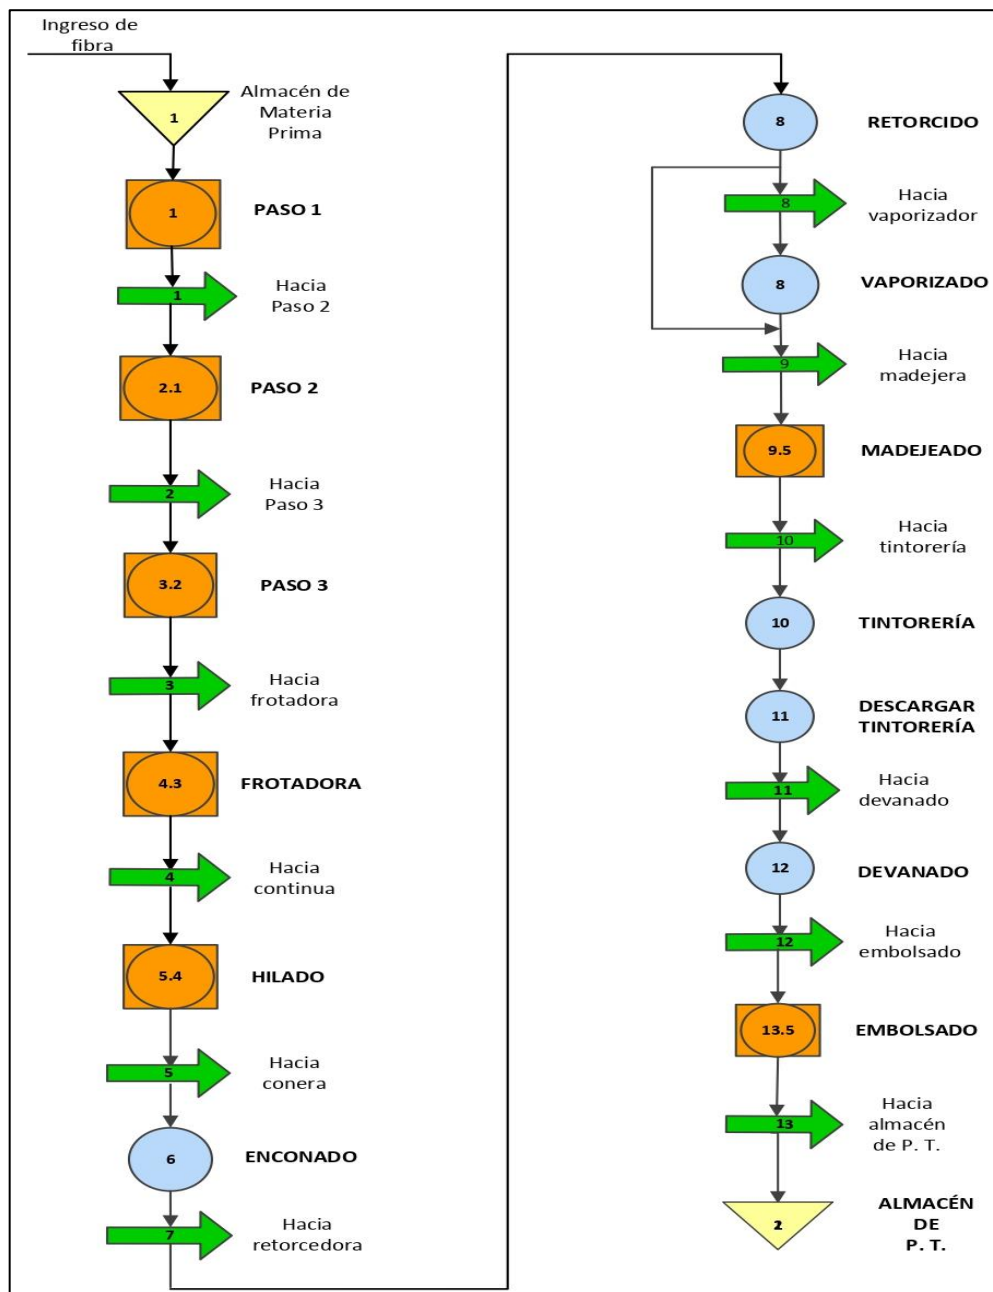 Ingreso de
fibra
1
Almacén de
Materia
Prima
1
PASO 1
1
Hacia
Paso 2
2.1
PASO 2
2
Hacia
Paso 3
3.2
PASO 3
3
Hacia
frotadora
4.3
FROTADORA
4
Hacia
continua
5.4
HILADO
5
Hacia
conera
6
ENCONADO
7
Hacia
retorcedora
8
RETORCIDO
8
Hacia
vaporizador
8
VAPORIZADO
9
Hacia
madejera
9.5
MADEJEADO
10
Hacia
tintorería
10
TINTORERÍA
11
DESCARGAR
TINTORERÍA
11
Hacia
devanado
12
DEVANADO
12
Hacia
embolsado
13.5
EMBOLSADO
13
Hacia
almacén
de P. T.
ALMACÉN
DE
P. T.